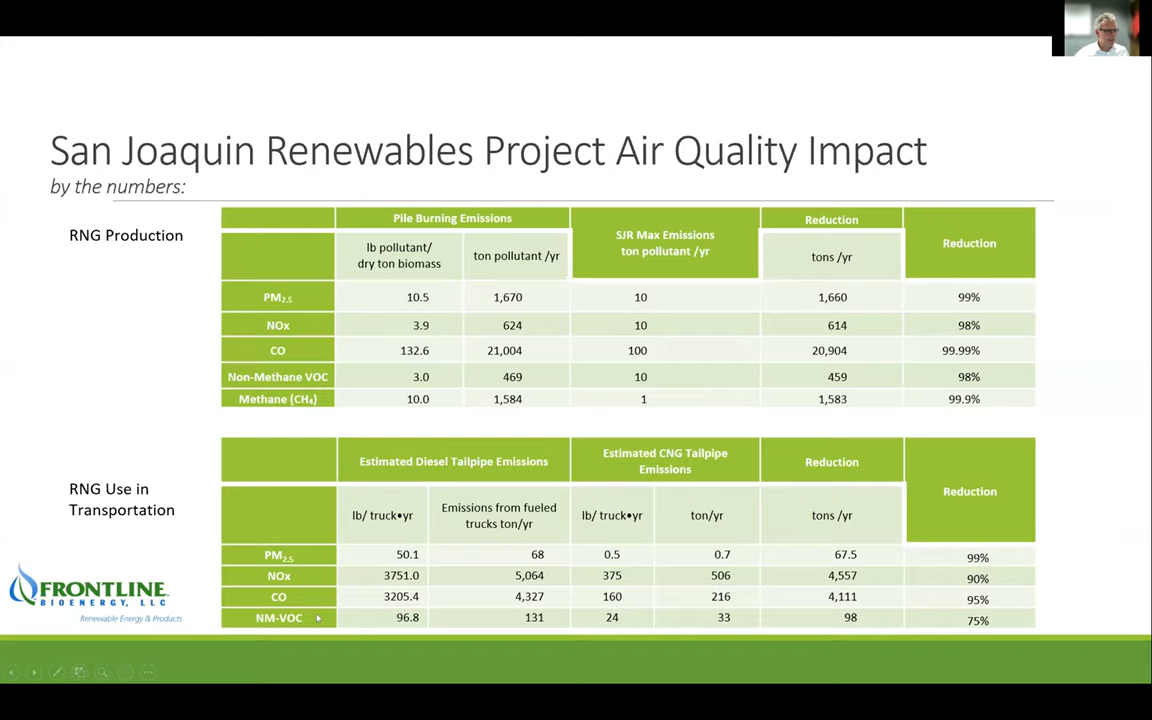 San Joaquin Renewables Project Air Quality Impact
by the numbers:
RNG Production
Pile Burning Emissions
SJR Max Emissions
ton pollutant /yr
Reduction
Reduction
lb pollutant/
dry ton biomass
ton pollutant /yr
tons /yr
PM2.5 10.5 1,670 10 1,660 99%
NOx 3.9 624 10 614 98%
CO 132.6 21,004 100 20,904 99.99%
Non-Methane VOC 3.0 469 10 459 98%
Methane (CH4) 10.0 1,584 1 1,583 99.9%
RNG Use in
Transportation
Estimated Diesel Tailpipe Emissions
Estimated CNG Tailpipe
Emissions
Reduction
Reduction
lb/ truck•yr
Emissions from fueled
trucks ton/yr
lb/ truck•yr
ton/yr
tons /yr
PM2.5 50.1 68 0.5 0.7 67.5 99%
NOx 3751.0 5,064 375 506 4,557 90%
CO 3205.4 4,327 160 216 4,111 95%
NM-VOC 96.8 131 24 33 98 75%
FRONTLINE
BIOENERGY, LLC
Renewable Energy & Products